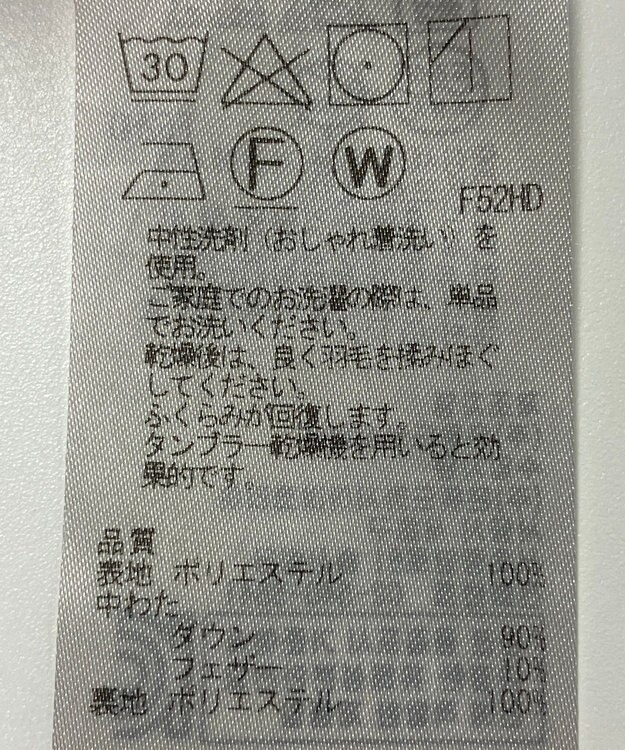 30
F W
F52HD
中性洗剤（おしゃれ着洗い）を
使用。
ご家庭でのお洗濯の際は、単品
でお洗いください。
乾燥後は、良く羽毛を揉みほぐ
してください。
ふくらみが回復します。
タンブラー乾燥機を用いると効
果的です。
品質
表地 ポリエステル 100%
中わた
ダウン 90%
フェザー 10%
裏地 ポリエステル 100%